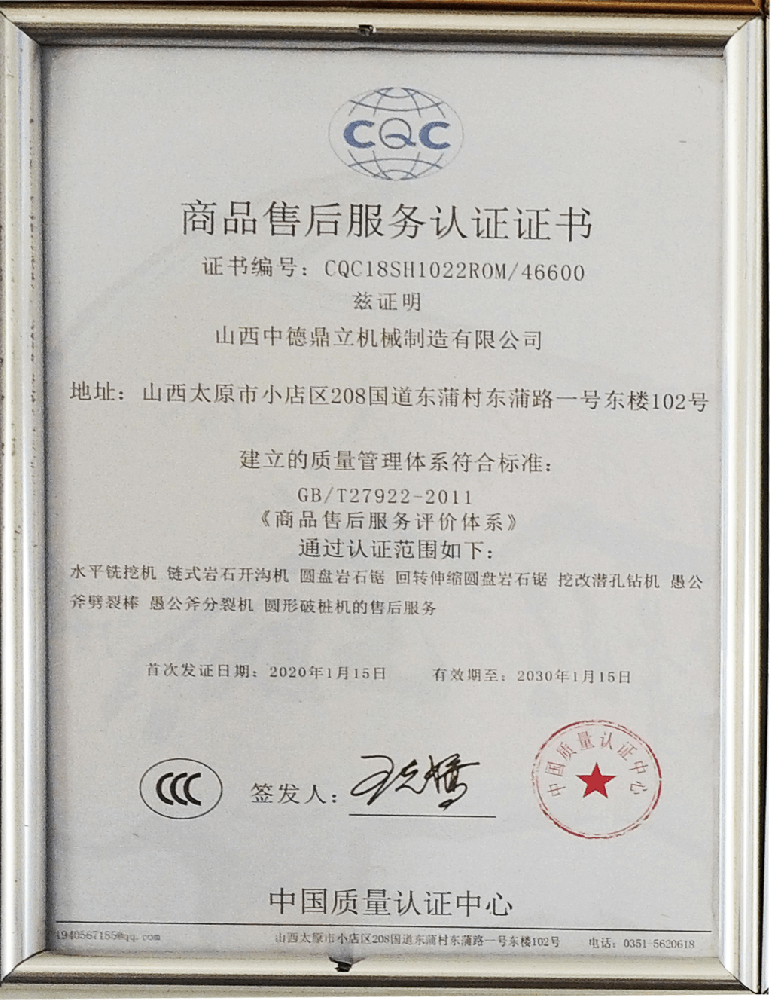 CQC
商品售后服务认证证书
证书编号：CQC18SH1022ROM/46600
兹证明
山西中德鼎立机械制造有限公司
地址：山西太原市小店区208国道东蒲村东蒲路一号东楼102号
建立的质量管理体系符合标准：
GB/T27922-2011
《商品售后服务评价体系》
通过认证范围如下：
水平铣挖机 链式岩石开沟机 圆盘岩石锯 回转伸缩圆盘岩石锯 挖改潜孔钻机 愚公
斧劈裂棒 愚公斧分裂机 圆形破桩机的售后服务
首次发证日期：2020年1月15日 有效期至：2030年1月15日
CCC
签发人：
中国质量认证中心
中国质量认证中心
1940567155@qq.com 山西太原市小店区208国道东蒲村东蒲路一号东楼102号 电话：0351-5620618